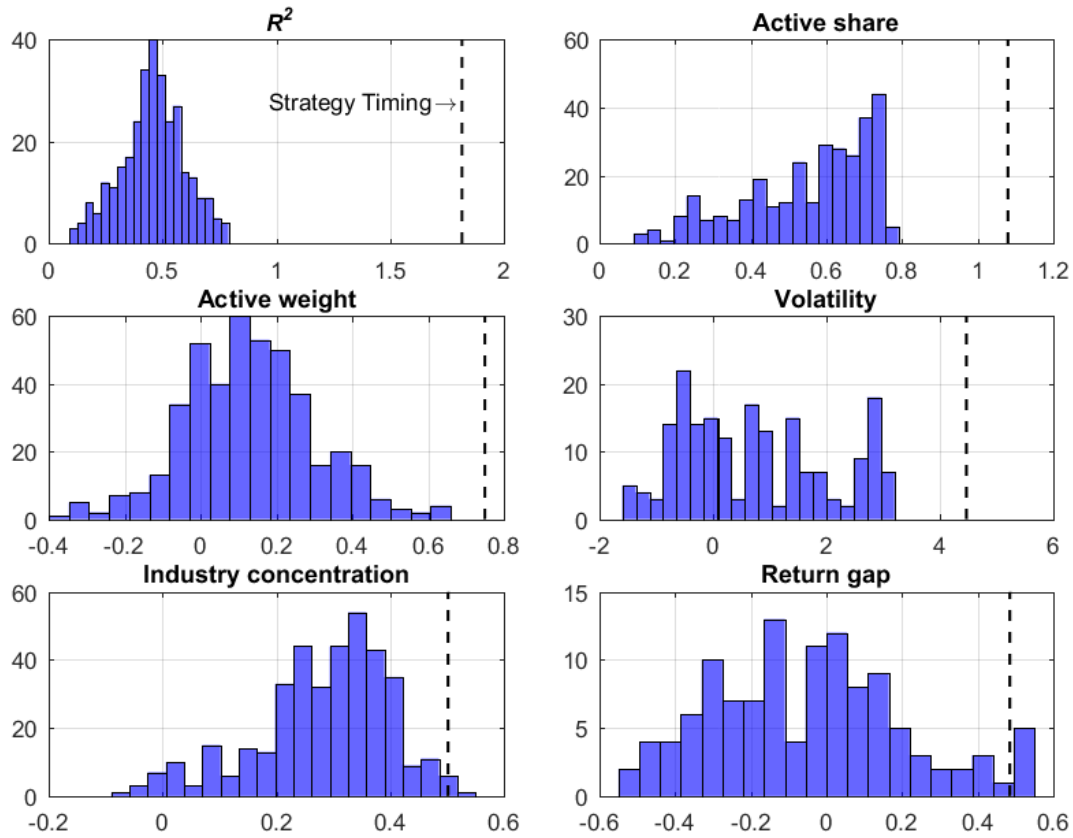 R²
40
20
0
0 0.5 1 1.5 2
Strategy Timing→
Active share
60
40
20
0
0 0.2 0.4 0.6 0.8 1 1.2
Active weight
60
40
20
0
-0.4 -0.2 0 0.2 0.4 0.6 0.8
Volatility
30
20
10
0
-2 0 2 4 6
Industry concentration
60
40
20
0
-0.2 0 0.2 0.4 0.6
Return gap
15
10
5
0
-0.6 -0.4 -0.2 0 0.2 0.4 0.6